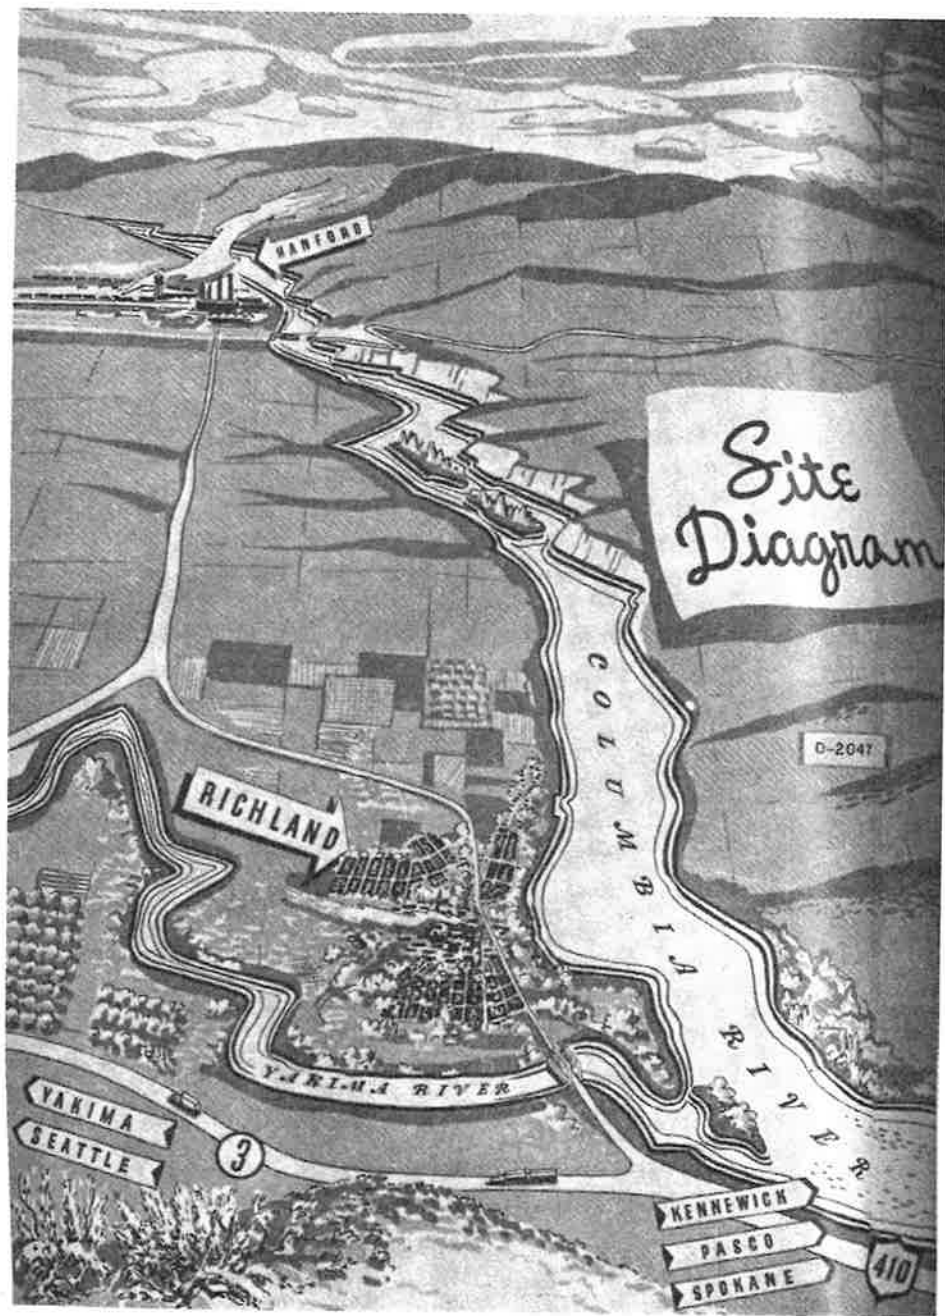 HANFORD
Site
Diagram
COLUMBIA RIVER
D-2047
RICHLAND
YAKIMA RIVER
YAKIMA
SEATTLE
3
KENNEWICK
PASCO
SPOKANE
410